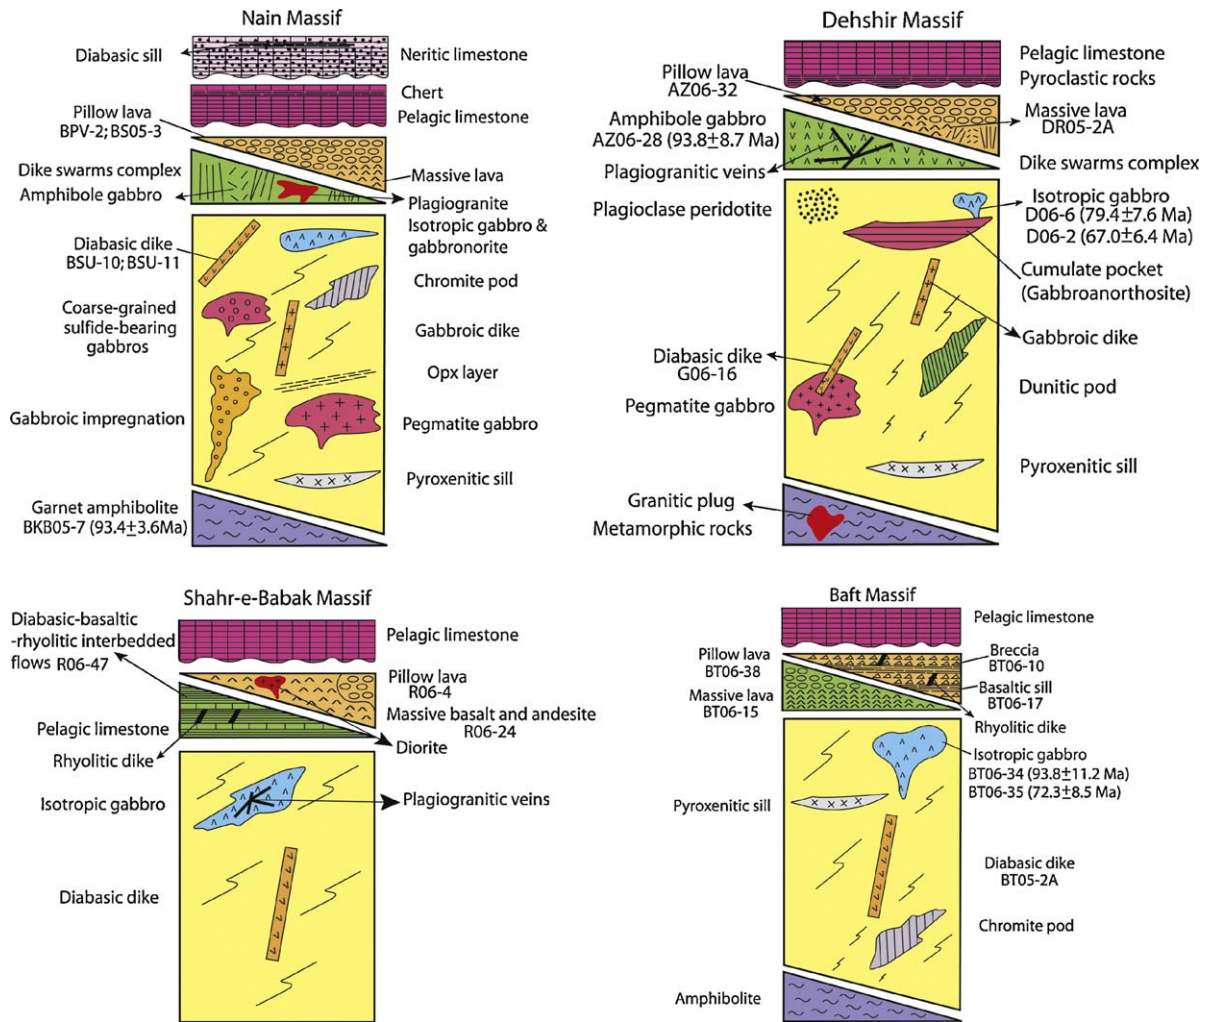 Nain Massif
Diabasic sill
Neritic limestone
Chert
Pillow lava
BPV-2; BS05-3
Pelagic limestone
Dike swarms complex
Massive lava
Amphibole gabbro
Plagiogranite
Isotropic gabbro &
gabbronorite
Diabasic dike
BSU-10; BSU-11
Chromite pod
Coarse-grained
sulfide-bearing
gabbros
Gabbroic dike
Opx layer
Gabbroic impregnation
Pegmatite gabbro
Pyroxenitic sill
Garnet amphibolite
BKB05-7 (93.4±3.6Ma)
Dehshir Massif
Pelagic limestone
Pyroclastic rocks
Pillow lava
AZ06-32
Massive lava
DR05-2A
Amphibole gabbro
AZ06-28 (93.8±8.7 Ma)
Dike swarms complex
Plagiogranitic veins
Plagioclase peridotite
Isotropic gabbro
D06-6 (79.4±7.6 Ma)
D06-2 (67.0±6.4 Ma)
Cumulate pocket
(Gabbroanorthosite)
Gabbroic dike
Diabasic dike
G06-16
Dunitic pod
Pegmatite gabbro
Pyroxenitic sill
Granitic plug
Metamorphic rocks
Shahr-e-Babak Massif
Diabasic-basaltic
-rhyolitic interbedded
flows R06-47
Pelagic limestone
Pillow lava
R06-4
Massive basalt and andesite
R06-24
Pelagic limestone
Diorite
Rhyolitic dike
Isotropic gabbro
Plagiogranitic veins
Diabasic dike
Baft Massif
Pelagic limestone
Pillow lava
BT06-38
Breccia
BT06-10
Massive lava
BT06-15
Basaltic sill
BT06-17
Rhyolitic dike
Isotropic gabbro
BT06-34 (93.8±11.2 Ma)
BT06-35 (72.3±8.5 Ma)
Pyroxenitic sill
Diabasic dike
BT05-2A
Chromite pod
Amphibolite